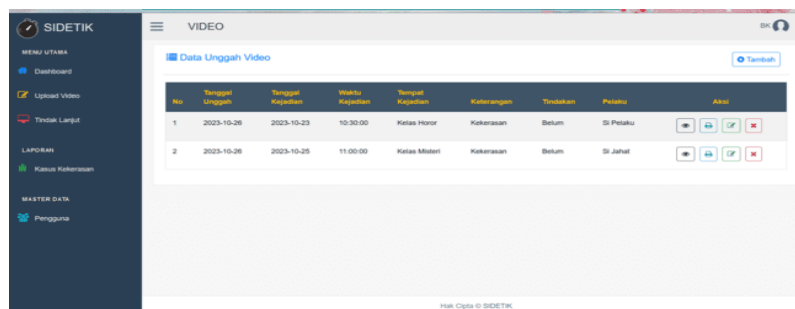 SIDETIK
VIDEO
BK
MENU UTAMA
Dashboard
Upload Video
Tindak Lanjut
LAPORAN
Kasus Kekerasan
MASTER DATA
Pengguna
Data Unggah Video
Tambah
No Tanggal Unggah Tanggal Kejadian Waktu Kejadian Tempat Kejadian Keterangan Tindakan Pelaku Aksi
1 2023-10-26 2023-10-23 10:30:00 Kelas Horor Kekerasan Belum Si Pelaku
2 2023-10-26 2023-10-25 11:00:00 Kelas Misteri Kekerasan Belum Si Jahat
Hak Cipta © SIDETIK